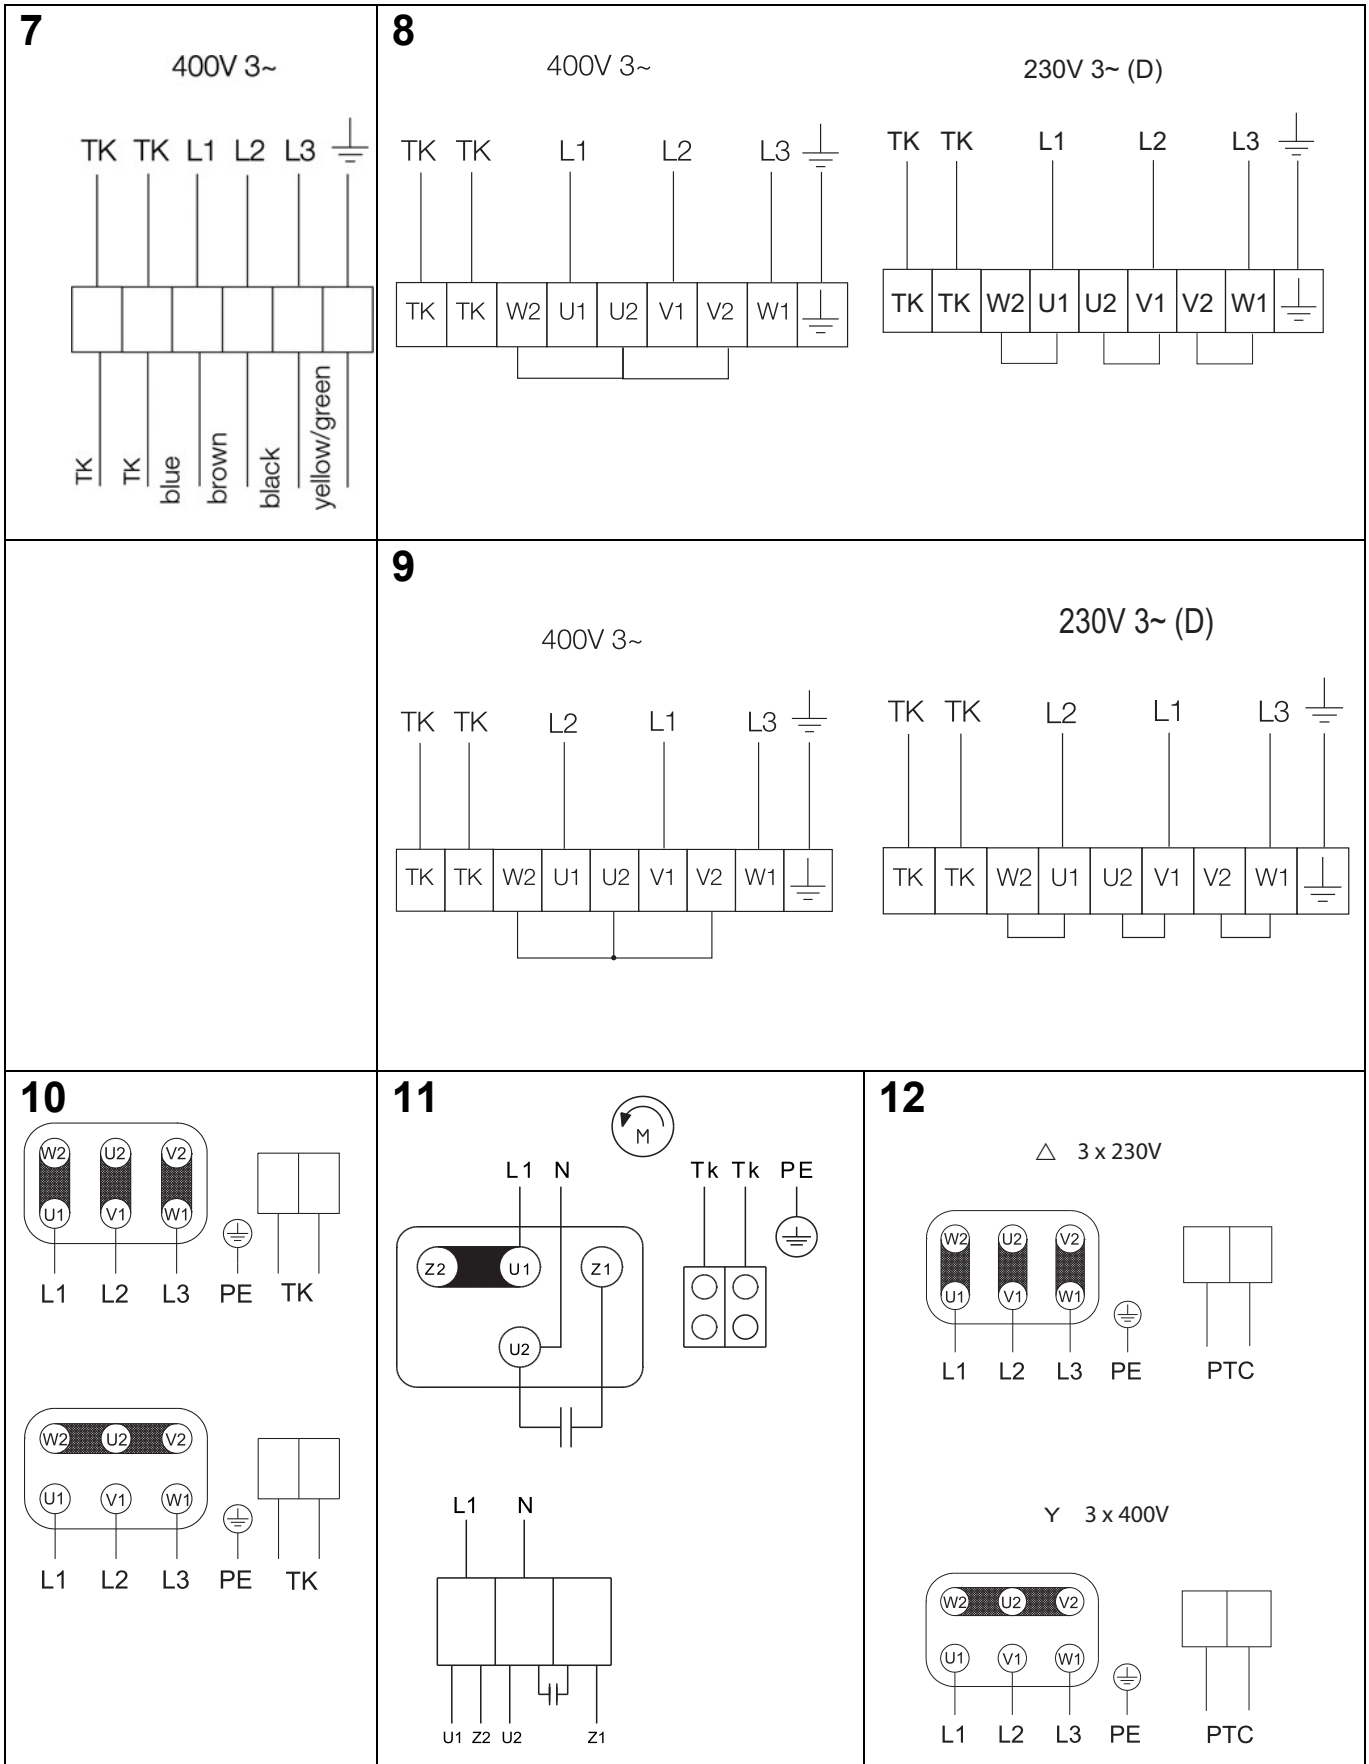 7
400V 3~
TK TK L1 L2 L3
TK TK blue brown black yellow/green
8
400V 3~
TK TK L1 L2 L3
TK TK W2 U1 U2 V1 V2 W1
230V 3~ (D)
TK TK L1 L2 L3
TK TK W2 U1 U2 V1 V2 W1
9
400V 3~
TK TK L2 L1 L3
TK TK W2 U1 U2 V1 V2 W1
230V 3~ (D)
TK TK L2 L1 L3
TK TK W2 U1 U2 V1 V2 W1
10
W2 U2 V2
U1 V1 W1
L1 L2 L3 PE TK
W2 U2 V2
U1 V1 W1
L1 L2 L3 PE TK
11
M
L1 N Tk Tk PE
Z2 U1 Z1
U2
L1 N
U1 Z2 U2 Z1
12
△ 3 x 230V
W2 U2 V2
U1 V1 W1
L1 L2 L3 PE PTC
Y 3 x 400V
W2 U2 V2
U1 V1 W1
L1 L2 L3 PE PTC